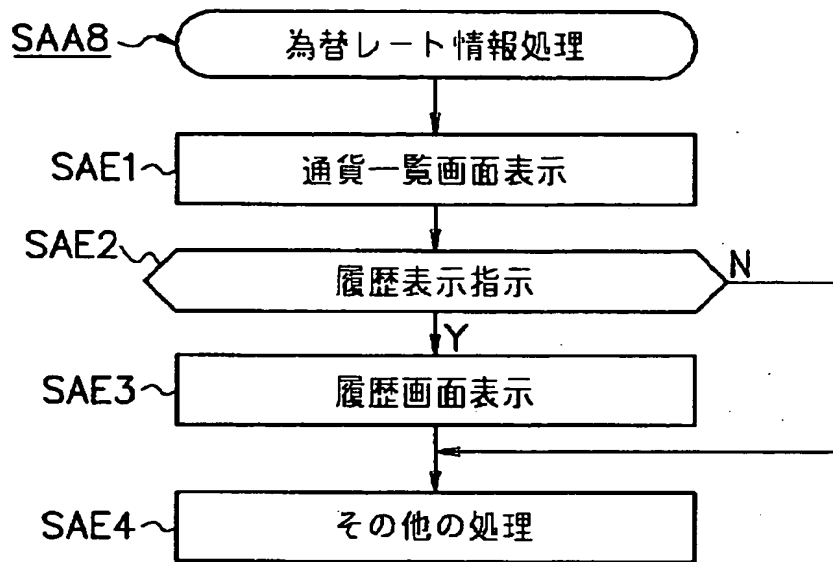 SAA8 為替レート情報処理
SAE1 通貨一覧画面表示
SAE2 履歴表示指示 N
Y
SAE3 履歴画面表示
SAE4 その他の処理